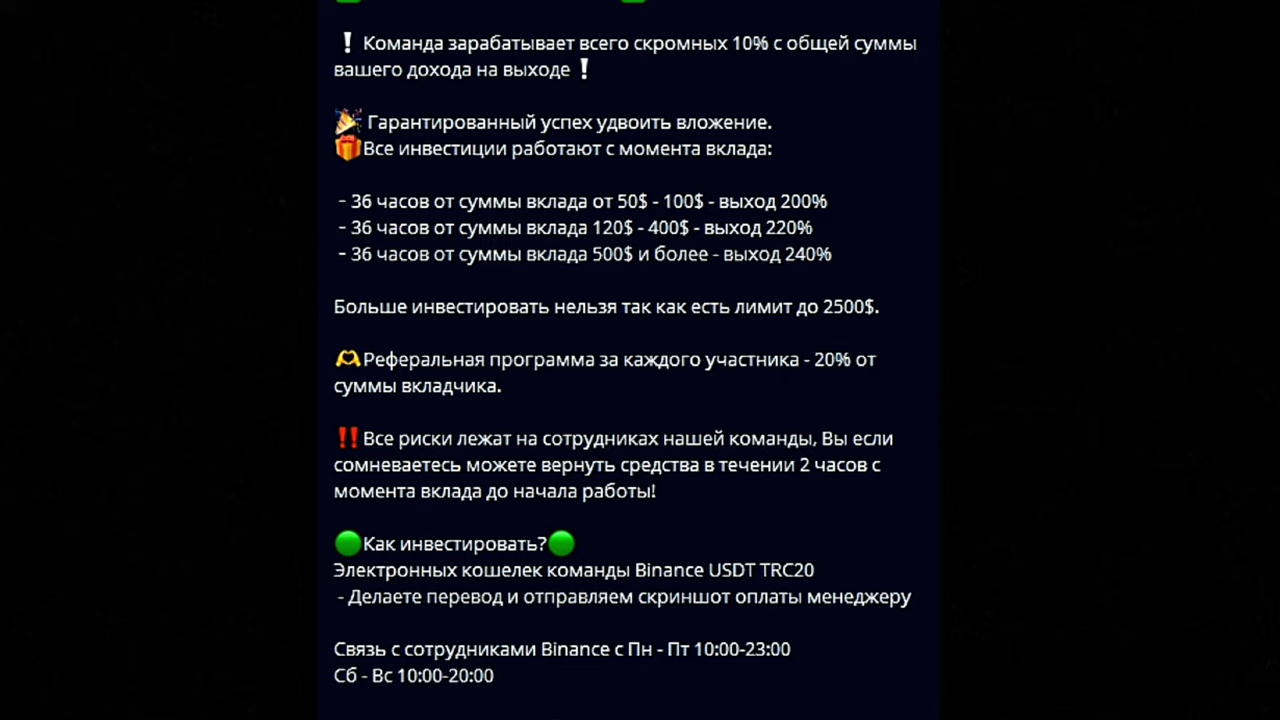 ❗ Команда зарабатывает всего скромных 10% с общей суммы
вашего дохода на выходе ❗
🎉 Гарантированный успех удвоить вложение.
🎁Все инвестиции работают с момента вклада:
- 36 часов от суммы вклада от 50$ - 100$ - выход 200%
- 36 часов от суммы вклада 120$ - 400$ - выход 220%
- 36 часов от суммы вклада 500$ и более - выход 240%
Больше инвестировать нельзя так как есть лимит до 2500$.
🫶Реферальная программа за каждого участника - 20% от
суммы вкладчика.
‼️Все риски лежат на сотрудниках нашей команды, Вы если
сомневаетесь можете вернуть средства в течении 2 часов с
момента вклада до начала работы!
🟢Как инвестировать?🟢
Электронных кошелек команды Binance USDT TRC20
- Делаете перевод и отправляем скриншот оплаты менеджеру
Связь с сотрудниками Binance с Пн - Пт 10:00-23:00
Сб - Вс 10:00-20:00